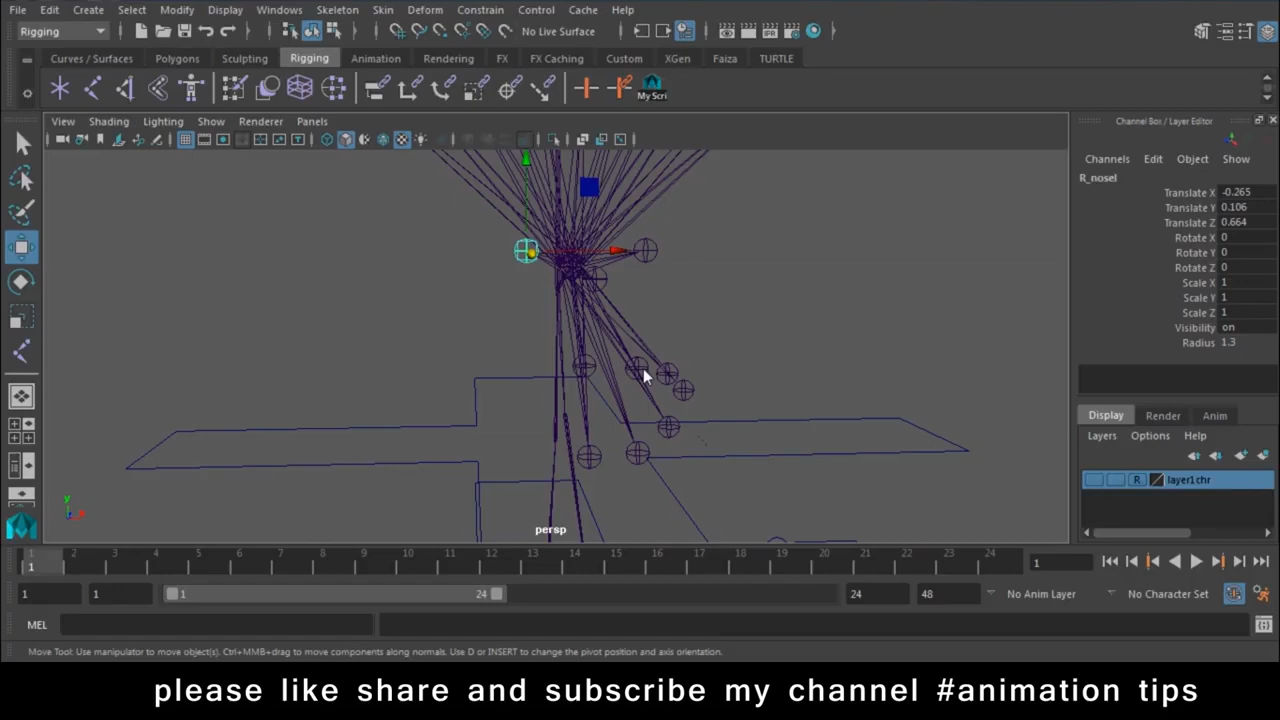 File Edit Create Select Modify Display Windows Skeleton Skin Deform Constrain Control Cache Help
Rigging No Live Surface
Curves / Surfaces Polygons Sculpting Rigging Animation Rendering FX FX Caching Custom XGen Faiza TURTLE
IPR My Scri
View Shading Lighting Show Renderer Panels
Channel Box / Layer Editor
Channels Edit Object Show
R_nosel
Translate X -0.265
Translate Y 0.106
Translate Z 0.664
Rotate X 0
Rotate Y 0
Rotate Z 0
Scale X 1
Scale Y 1
Scale Z 1
Visibility on
Radius 1.3
Display Render Anim
Layers Options Help
R layer1chr
y
persp
1 2 3 4 5 6 7 8 9 10 11 12 13 14 15 16 17 18 19 20 21 22 23 24
1 1
1 1 1 24 24 48 No Anim Layer No Character Set
MEL
Move Tool: Use manipulator to move object(s). Ctrl+MMB+drag to move components along normals. Use D or INSERT to change the pivot position and axis orientation.
please like share and subscribe my channel #animation tips